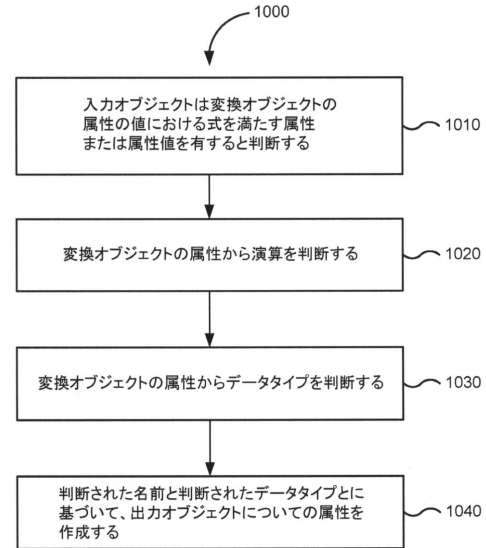 1000
入力オブジェクトは変換オブジェクトの
属性の値における式を満たす属性
または属性値を有すると判断する
1010
変換オブジェクトの属性から演算を判断する
1020
変換オブジェクトの属性からデータタイプを判断する
1030
判断された名前と判断されたデータタイプとに
基づいて、出力オブジェクトについての属性を
作成する
1040